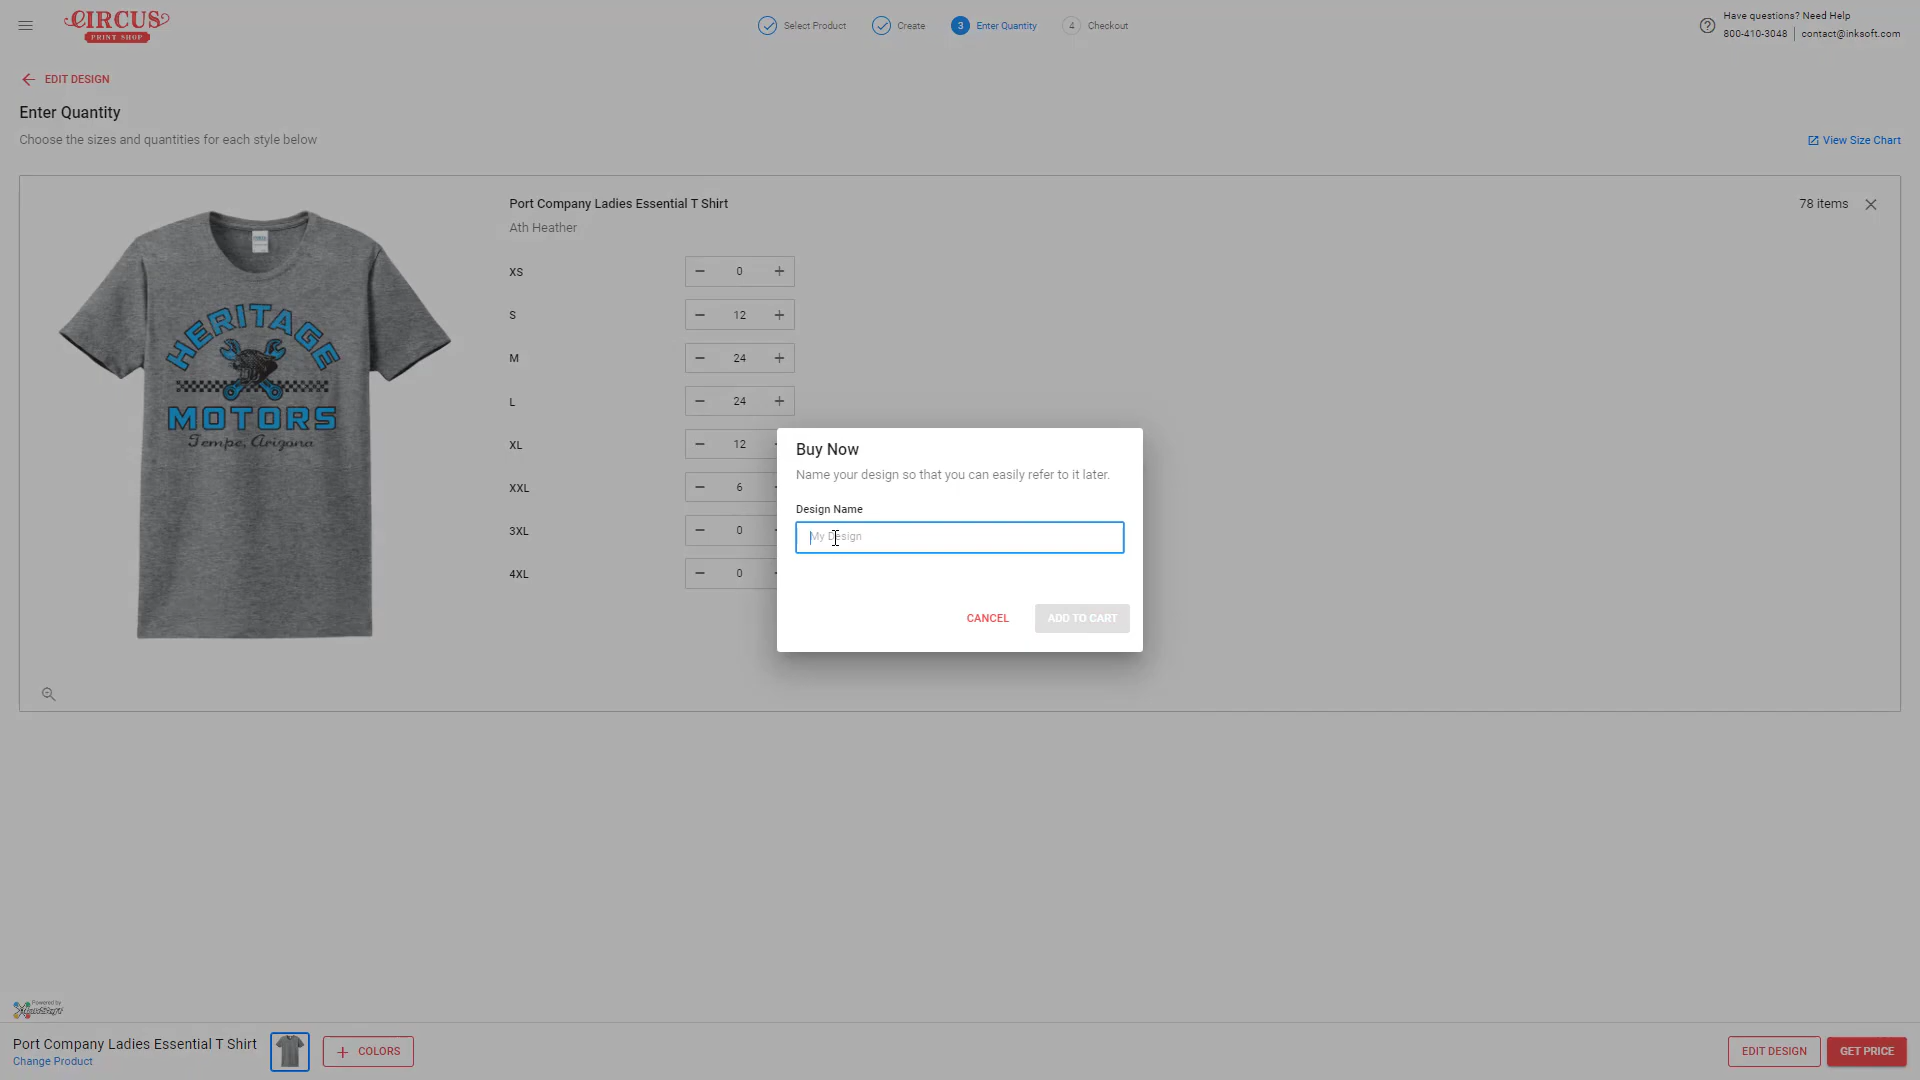 CIRCUS
PRINT SHOP
Select Product
Create
3 Enter Quantity
4 Checkout
Have questions? Need Help
800-410-3048 | contact@inksoft.com
EDIT DESIGN
Enter Quantity
Choose the sizes and quantities for each style below
View Size Chart
HERITAGE
MOTORS
Tempe, Arizona
Port Company Ladies Essential T Shirt
78 items
Ath Heather
XS − 0 +
S − 12 +
M − 24 +
L − 24 +
XL − 12
XXL − 6
3XL − 0
4XL − 0
Buy Now
Name your design so that you can easily refer to it later.
Design Name
My Design
CANCEL
ADD TO CART
Powered by
InkSoft
Port Company Ladies Essential T Shirt
Change Product
+ COLORS
EDIT DESIGN
GET PRICE